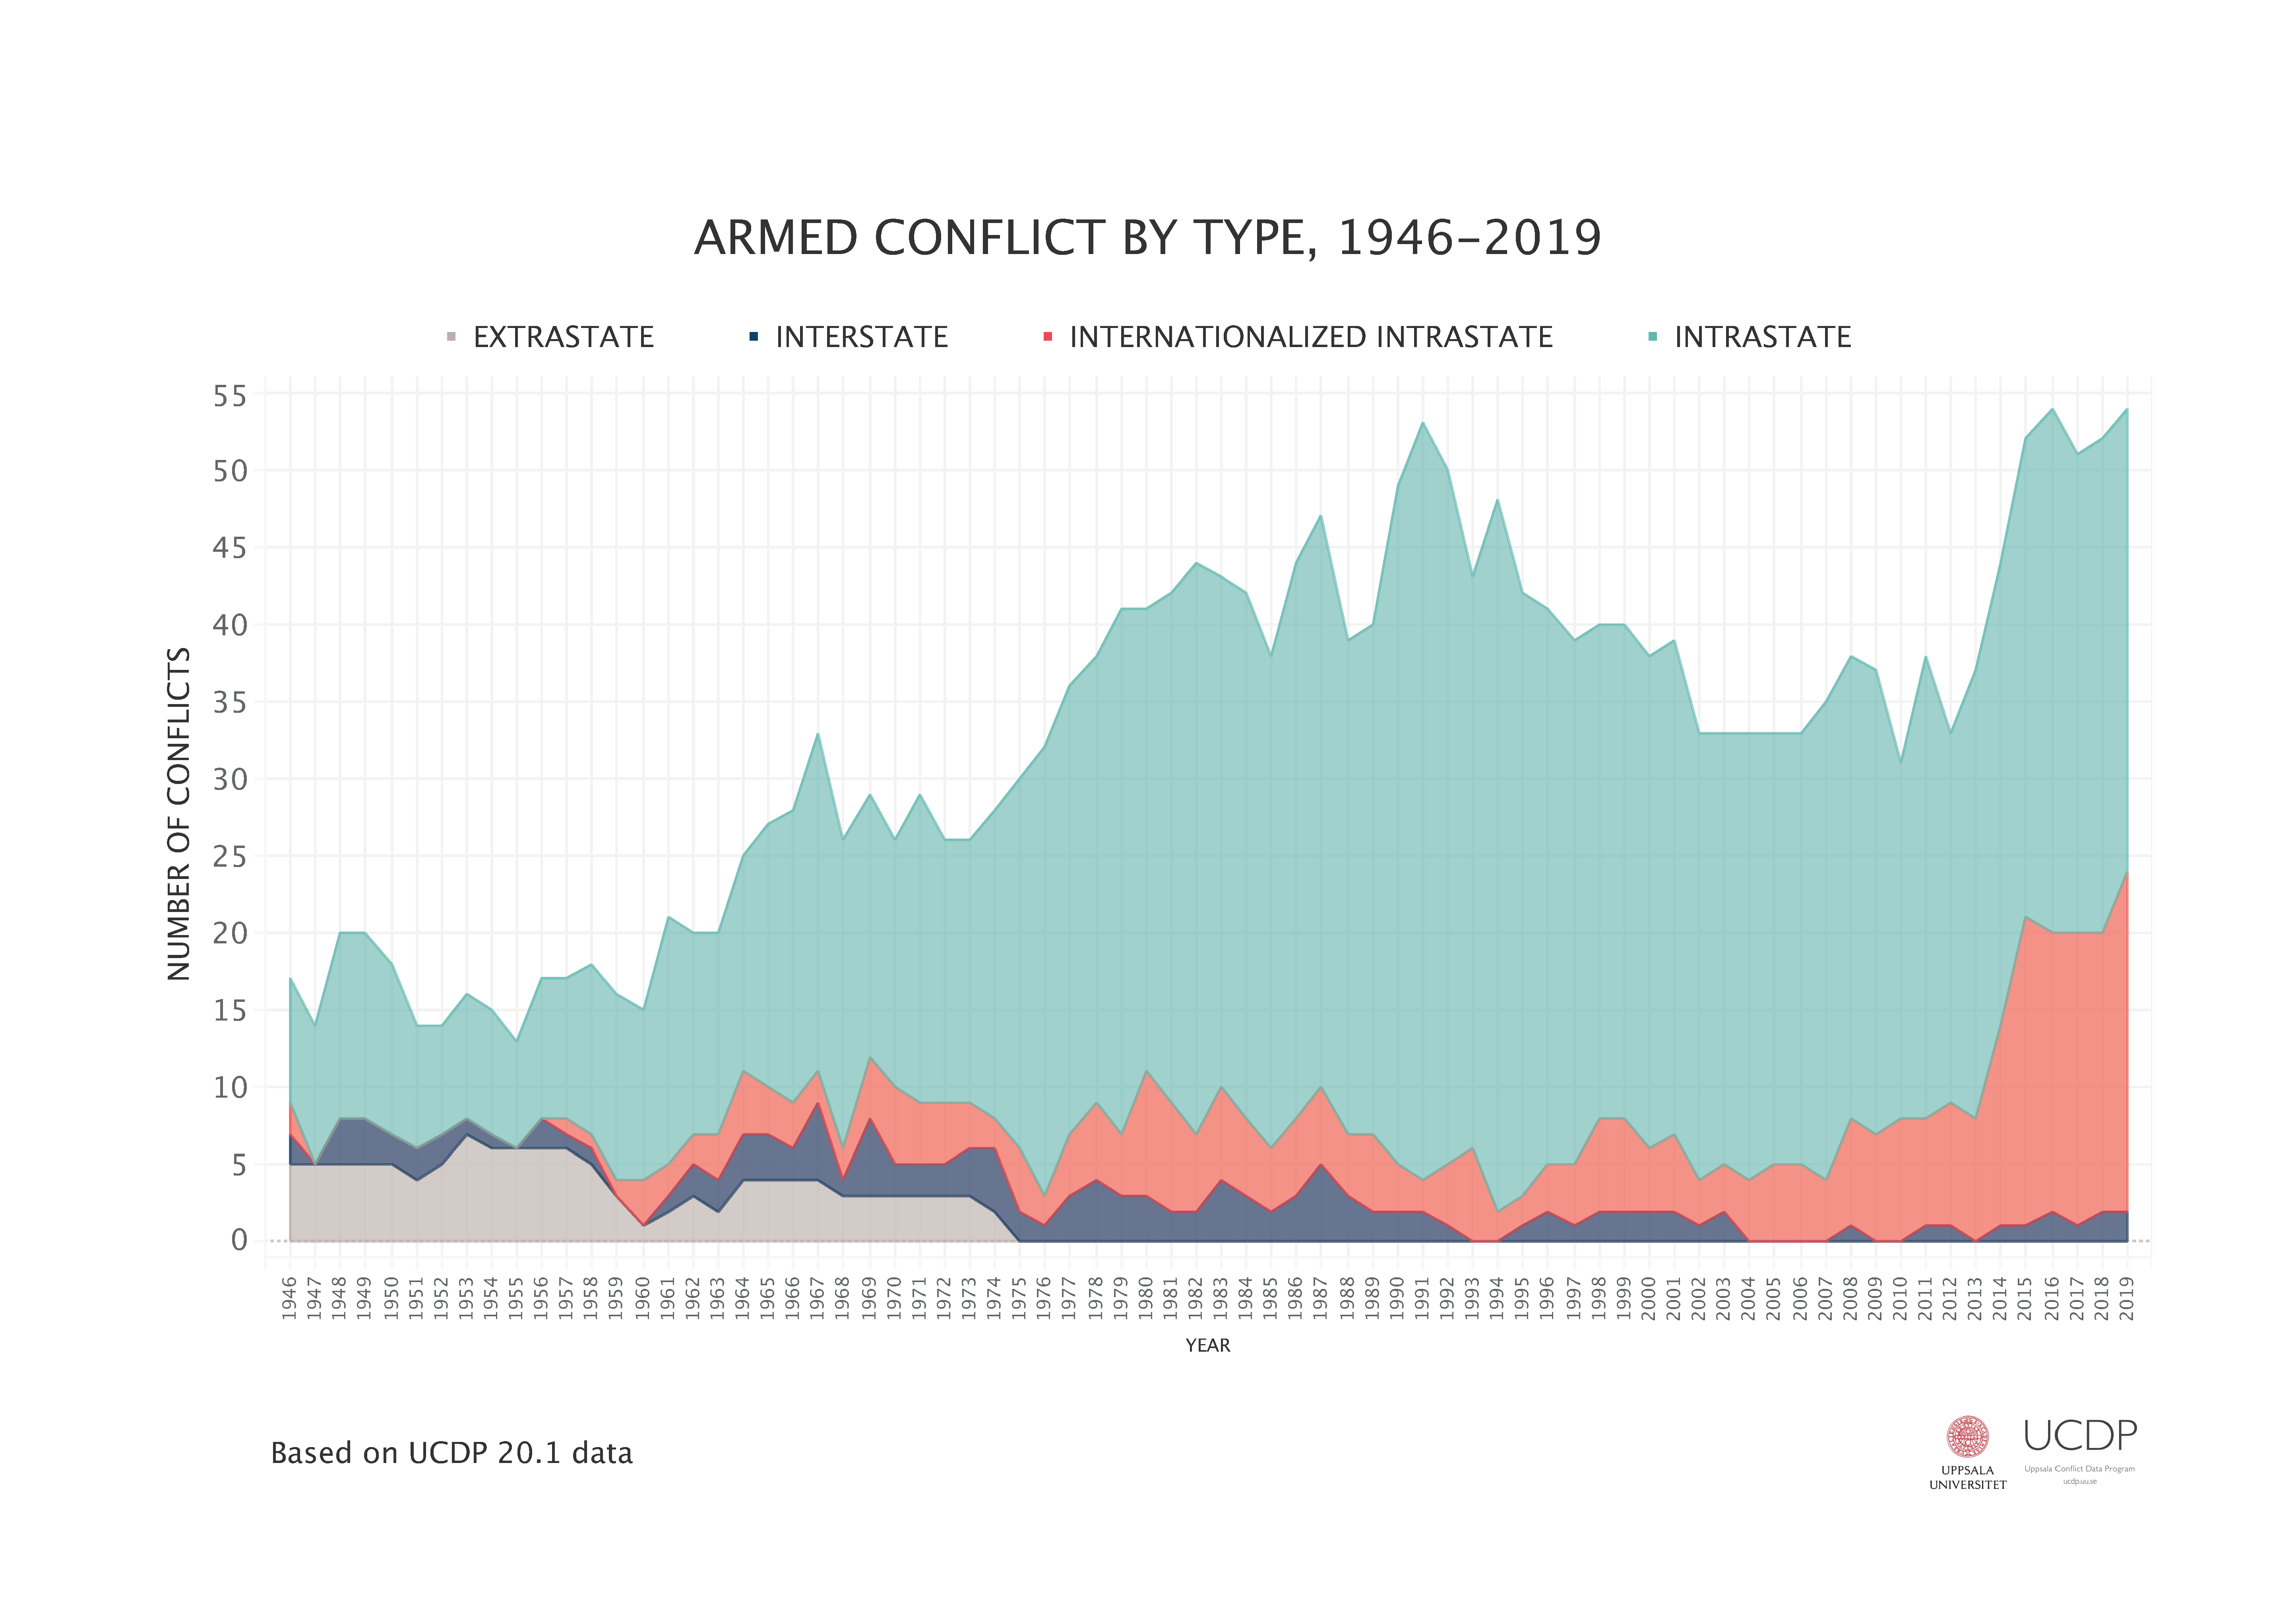 ARMED CONFLICT BY TYPE, 1946–2019
EXTRASTATE INTERSTATE INTERNATIONALIZED INTRASTATE INTRASTATE
NUMBER OF CONFLICTS
55
50
45
40
35
30
25
20
15
10
5
0
1946 1947 1948 1949 1950 1951 1952 1953 1954 1955 1956 1957 1958 1959 1960 1961 1962 1963 1964 1965 1966 1967 1968 1969 1970 1971 1972 1973 1974 1975 1976 1977 1978 1979 1980 1981 1982 1983 1984 1985 1986 1987 1988 1989 1990 1991 1992 1993 1994 1995 1996 1997 1998 1999 2000 2001 2002 2003 2004 2005 2006 2007 2008 2009 2010 2011 2012 2013 2014 2015 2016 2017 2018 2019
YEAR
Based on UCDP 20.1 data
UPPSALA
UNIVERSITET
UCDP
Uppsala Conflict Data Program
ucdp.uu.se